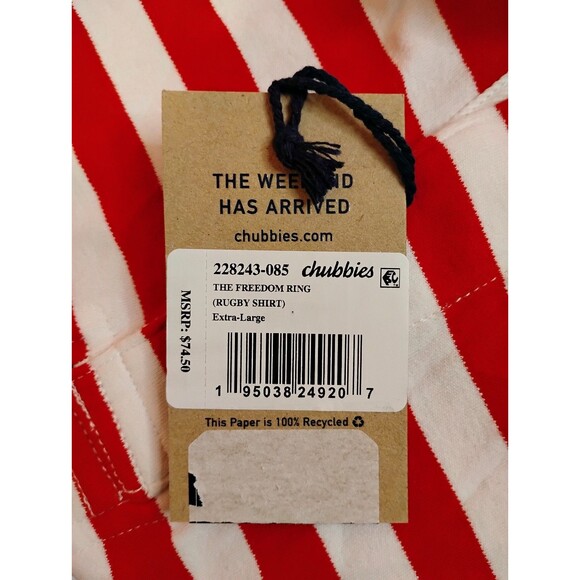 THE WEEKEND
HAS ARRIVED
chubbies.com
228243-085 chubbies
THE FREEDOM RING
(RUGBY SHIRT)
Extra-Large
MSRP: $74.50
1 95038 24920 7
This Paper is 100% Recycled